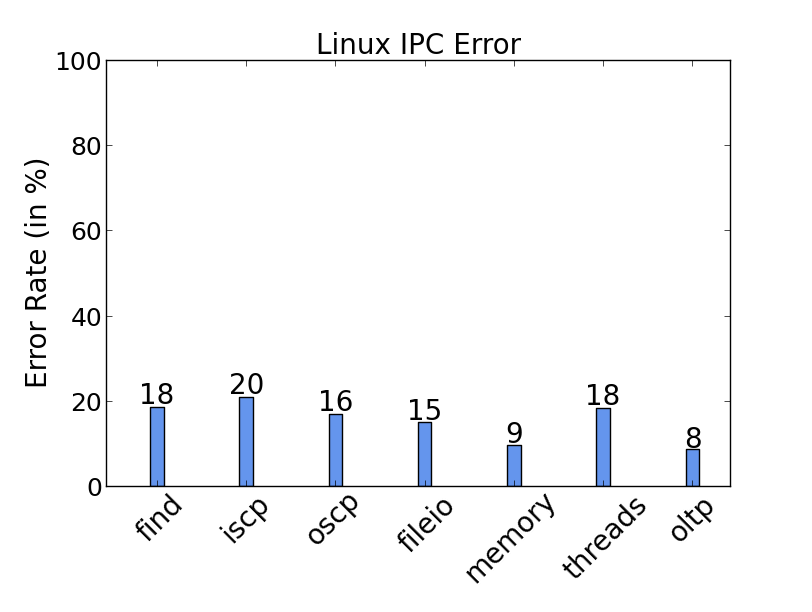 Linux IPC Error
Error Rate (in %)
100
80
60
40
20
0
18
20
16
15
9
18
8
find
iscp
oscp
fileio
memory
threads
oltp